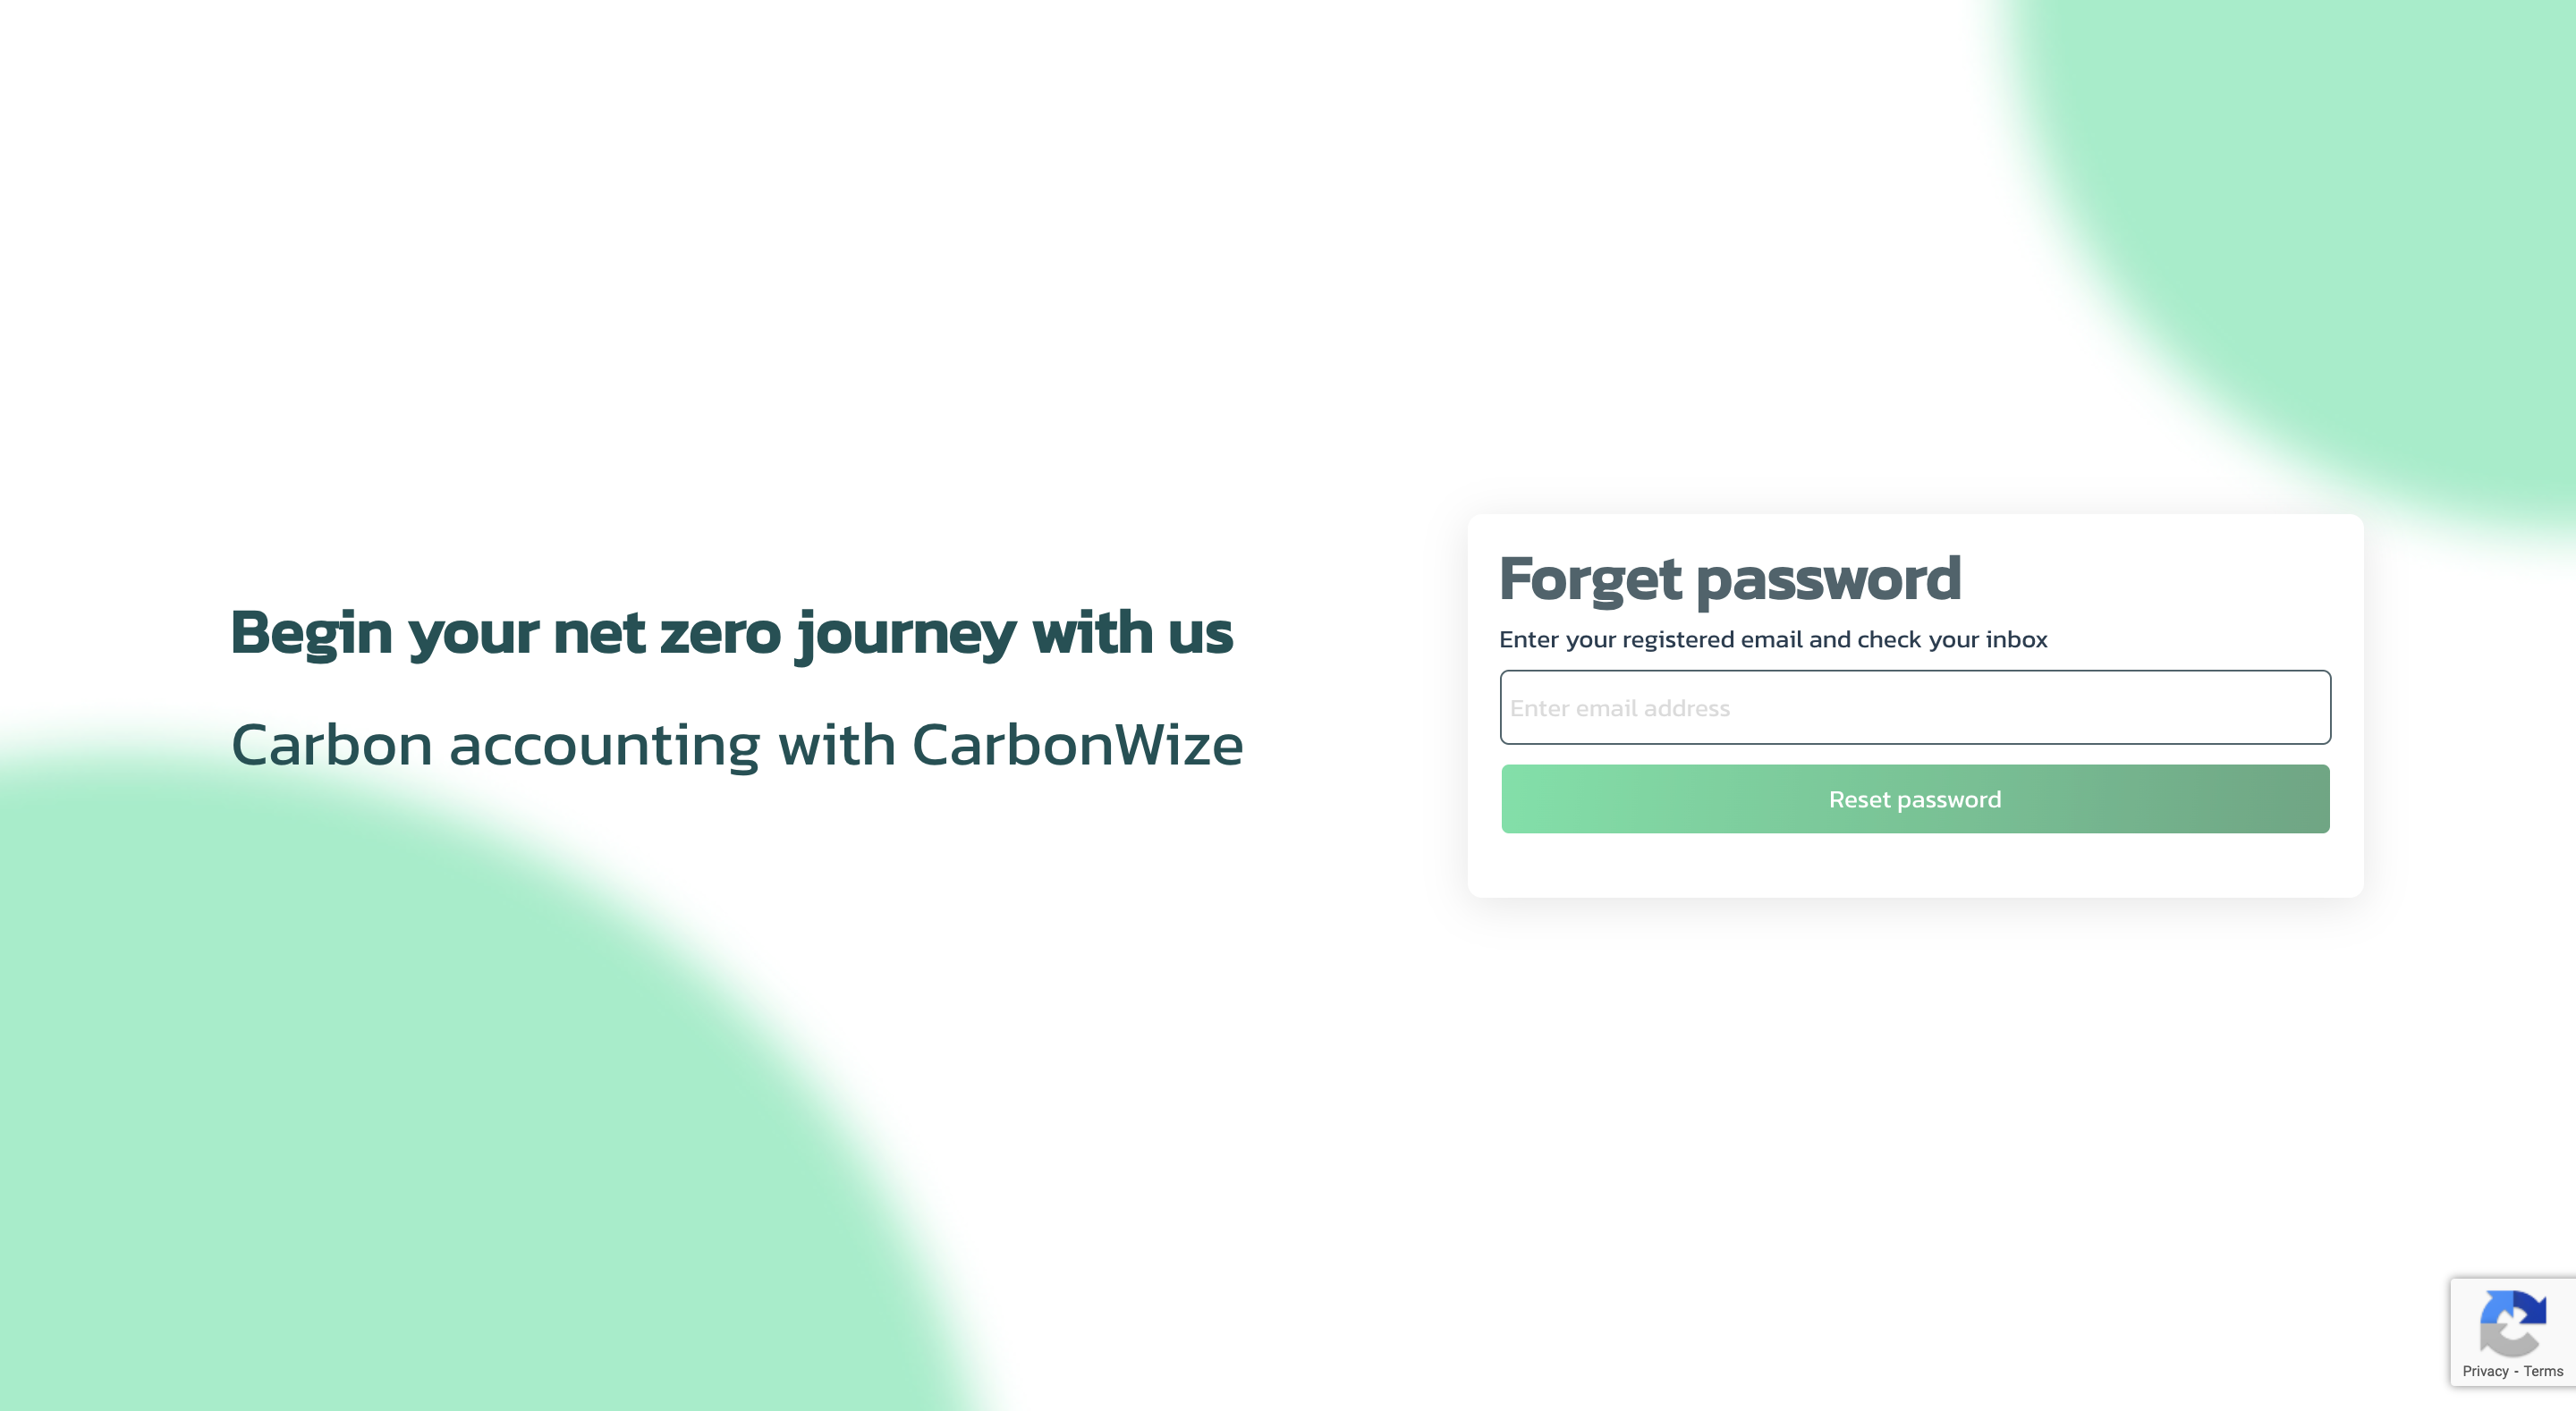 Begin your net zero journey with us
Carbon accounting with CarbonWize
Forget password
Enter your registered email and check your inbox
Enter email address
Reset password
Privacy - Terms